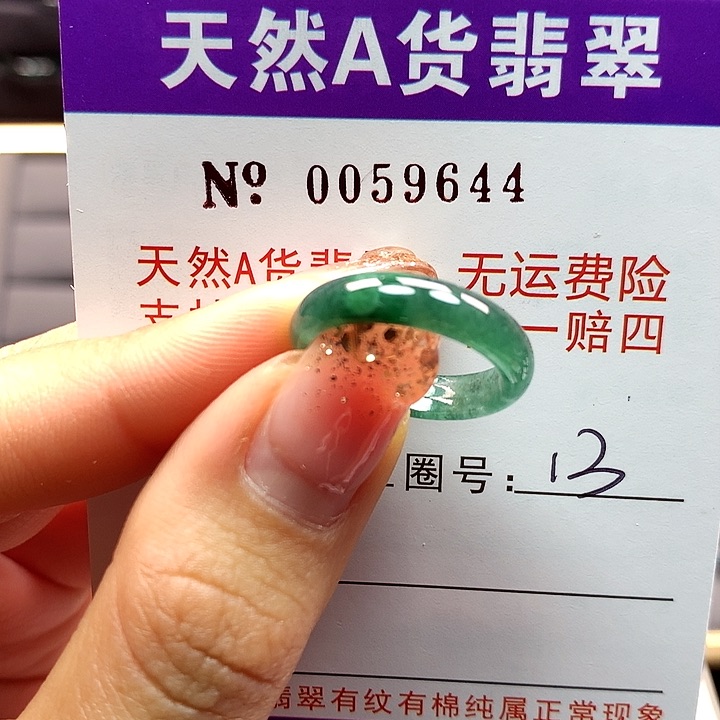 天然A货翡翠
No. 0059644
天然A货翡 无运费险
支 一赔四
圈号: 13
翡翠有纹有棉纯属正常现象